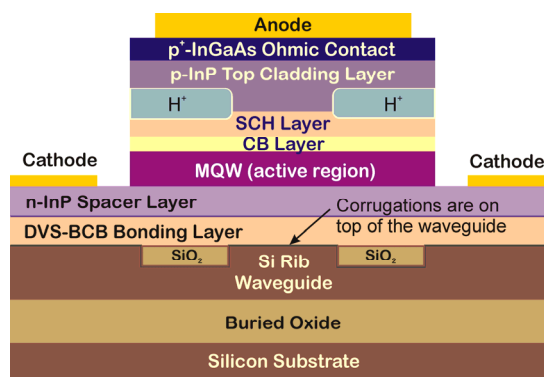 Anode
p⁺-InGaAs Ohmic Contact
p-InP Top Cladding Layer
H⁺ H⁺
SCH Layer
CB Layer
Cathode Cathode
MQW (active region)
n-InP Spacer Layer
Corrugations are on
top of the waveguide
DVS-BCB Bonding Layer
SiO₂ SiO₂
Si Rib
Waveguide
Buried Oxide
Silicon Substrate